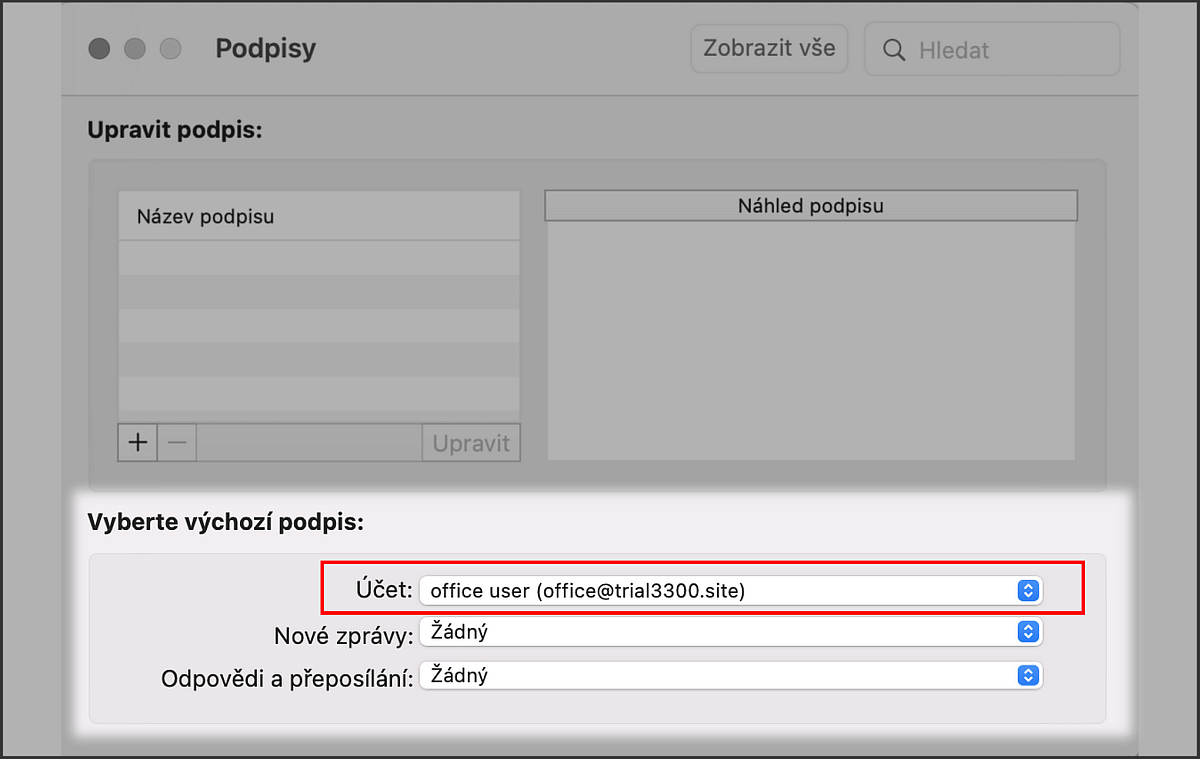 Podpisy
Zobrazit vše
Hledat
Upravit podpis:
Název podpisu
Náhled podpisu
Upravit
Vyberte výchozí podpis:
Účet: office user (office@trial3300.site)
Nové zprávy: Žádný
Odpovědi a přeposílání: Žádný